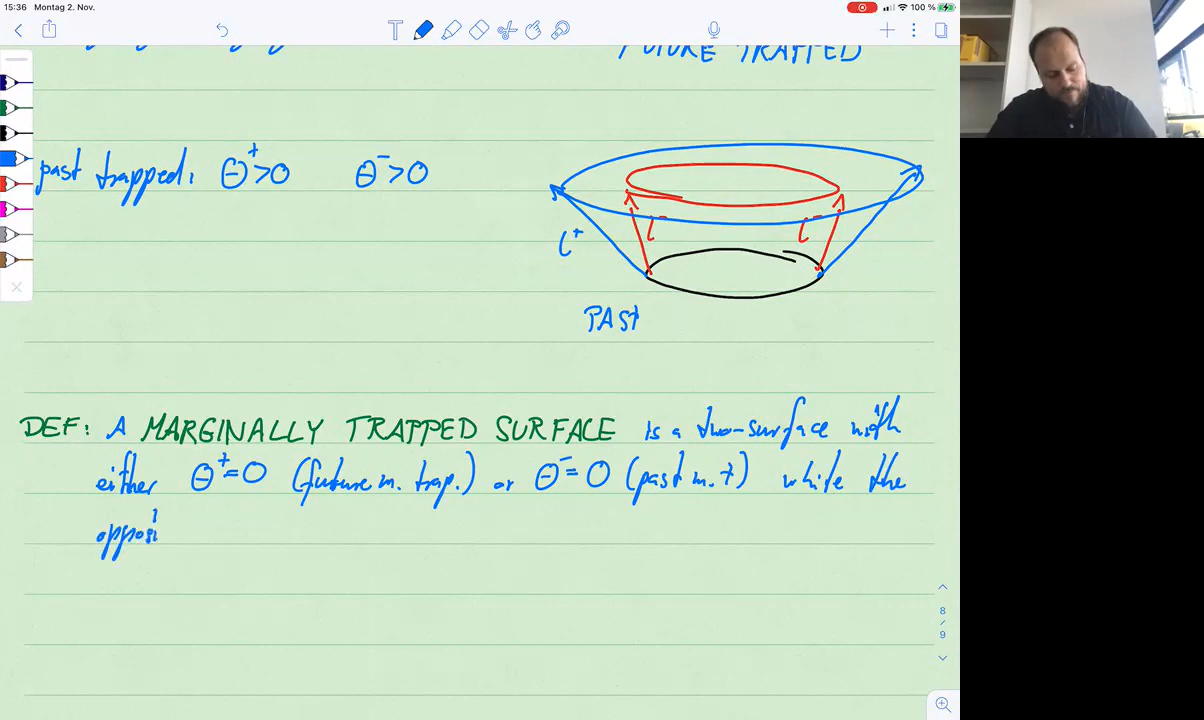 15:36 Montag 2. Nov.
100 %
T
FUTURE TRAPPED
past trapped: Θ⁺>0 Θ⁻>0
l⁺ l⁻ l⁻
PAST
DEF: A MARGINALLY TRAPPED SURFACE is a two-surface with
either Θ⁺=0 (future m. trap.) or Θ⁻=0 (past m. t) while the
opposi
8
/
9